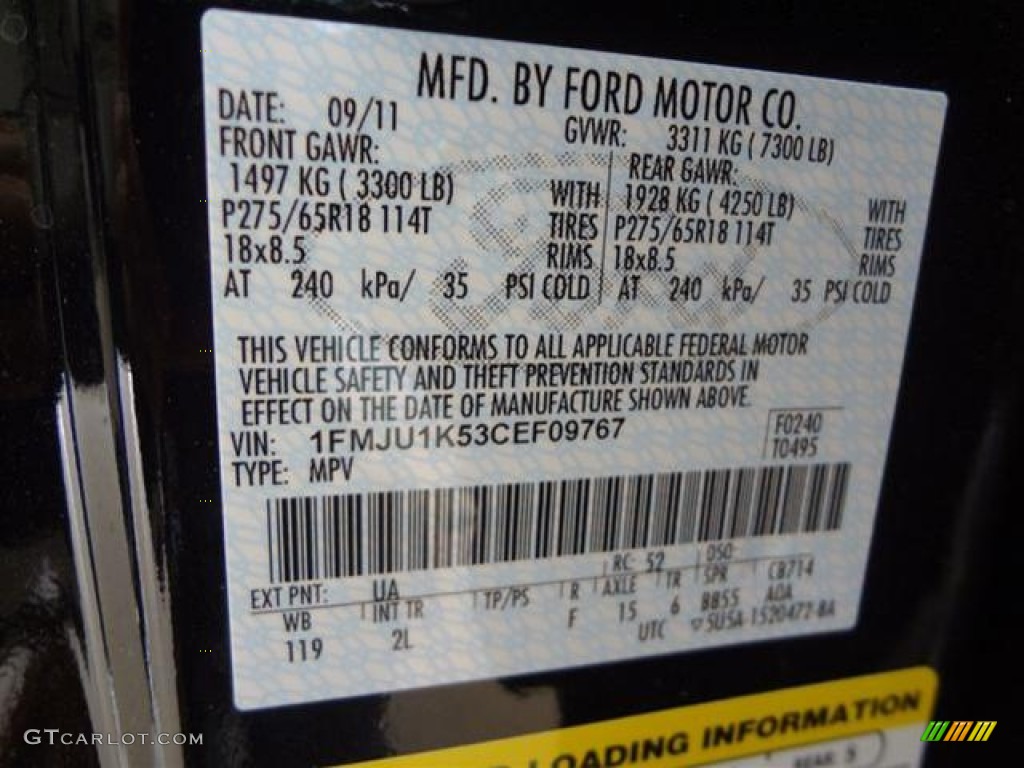 MFD. BY FORD MOTOR CO.
DATE: 09/11 GVWR: 3311 KG ( 7300 LB)
FRONT GAWR: REAR GAWR:
1497 KG ( 3300 LB) WITH 1928 KG ( 4250 LB) WITH
P275/65R18 114T TIRES P275/65R18 114T TIRES
18x8.5 RIMS 18x8.5 RIMS
AT 240 kPa/ 35 PSI COLD AT 240 kPa/ 35 PSI COLD
THIS VEHICLE CONFORMS TO ALL APPLICABLE FEDERAL MOTOR
VEHICLE SAFETY AND THEFT PREVENTION STANDARDS IN
EFFECT ON THE DATE OF MANUFACTURE SHOWN ABOVE.
VIN: 1FMJU1K53CEF09767 F0240
TYPE: MPV T0495
EXT PNT: UA RC: 52 DSO:
WB INT TR TP/PS R AXLE TR SPR CB714
119 2L F 15 6 BB55 AOA
UTC ▽5U5A-1520472-BA
LOADING INFORMATION
REAR 5
GTCARLOT.COM